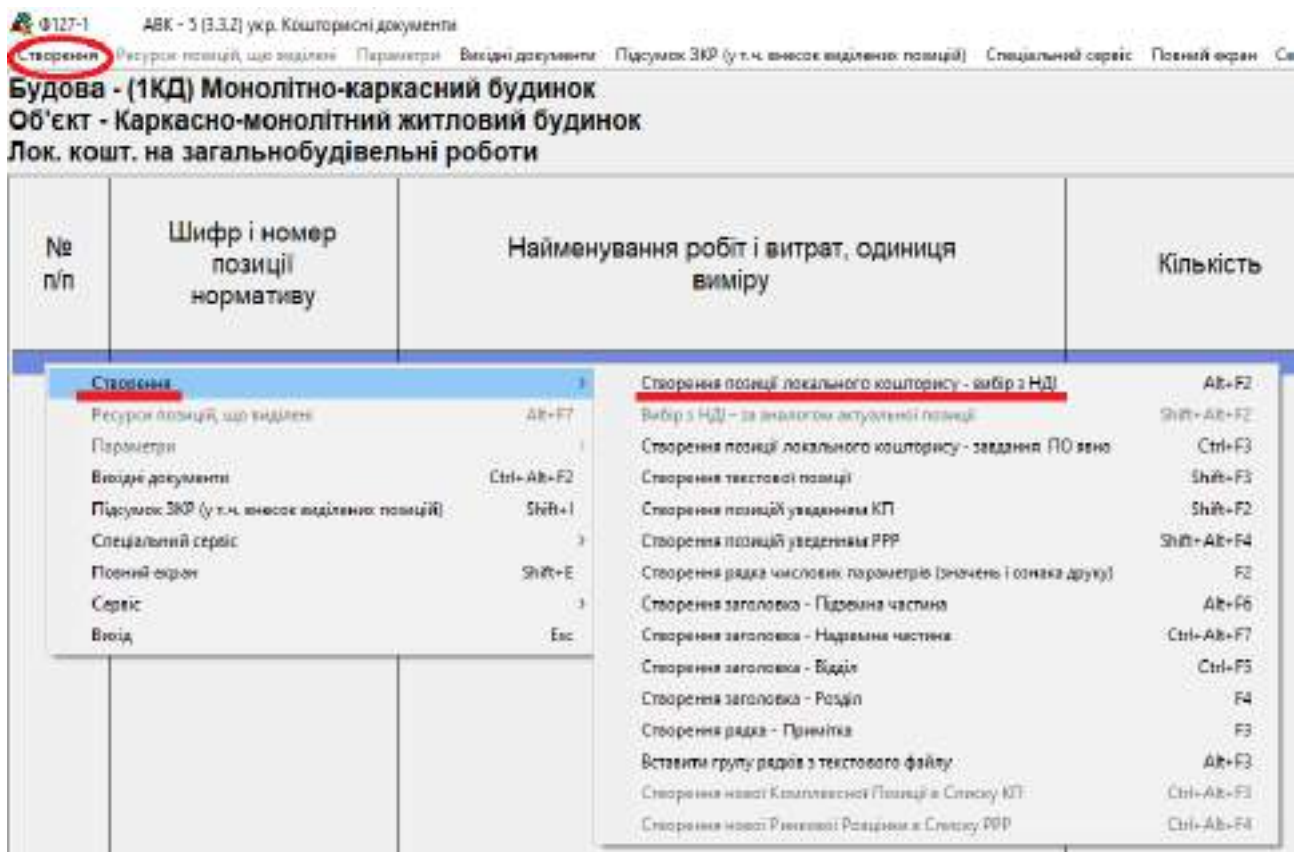 Ф127-1 АВК - 5 (3.3.2) укр. Кошторисні документи
Створення Ресурси позицій, що виділені Параметри Вихідні документи Підсумок ЗКР (у т.ч. внесок виділених позицій) Спеціальний сервіс Повний екран Се
Будова - (1КД) Монолітно-каркасний будинок
Об'єкт - Каркасно-монолітний житловий будинок
Лок. кошт. на загальнобудівельні роботи
№ п/п
Шифр і номер позиції нормативу
Найменування робіт і витрат, одиниця виміру
Кількість
Створення
Ресурси позицій, що виділені Alt+F7
Параметри
Вихідні документи Ctrl+Alt+F2
Підсумок ЗКР (у т.ч. внесок виділених позицій) Shift+I
Спеціальний сервіс
Повний екран Shift+E
Сервіс
Вихід Esc
Створення позиції локального кошторису - вибір з НДІ Alt+F2
Вибір з НДІ - за аналогом актуальної позиції Shift+Alt+F2
Створення позиції локального кошторису - завдання ПО явно Ctrl+F3
Створення текстової позиції Shift+F3
Створення позицій уведенням КП Shift+F2
Створення позицій уведенням РРР Shift+Alt+F4
Створення рядка числових параметрів (значень і ознака друку) F2
Створення заголовка - Підземна частина Alt+F6
Створення заголовка - Надземна частина Ctrl+Alt+F7
Створення заголовка - Відділ Ctrl+F5
Створення заголовка - Розділ F4
Створення рядка - Примітка F3
Вставити групу рядків з текстового файлу Alt+F3
Створення нової Комплексної Позиції в Списку КП Ctrl+Alt+F3
Створення нової Ринкової Розцінки в Списку РРР Ctrl+Alt+F4